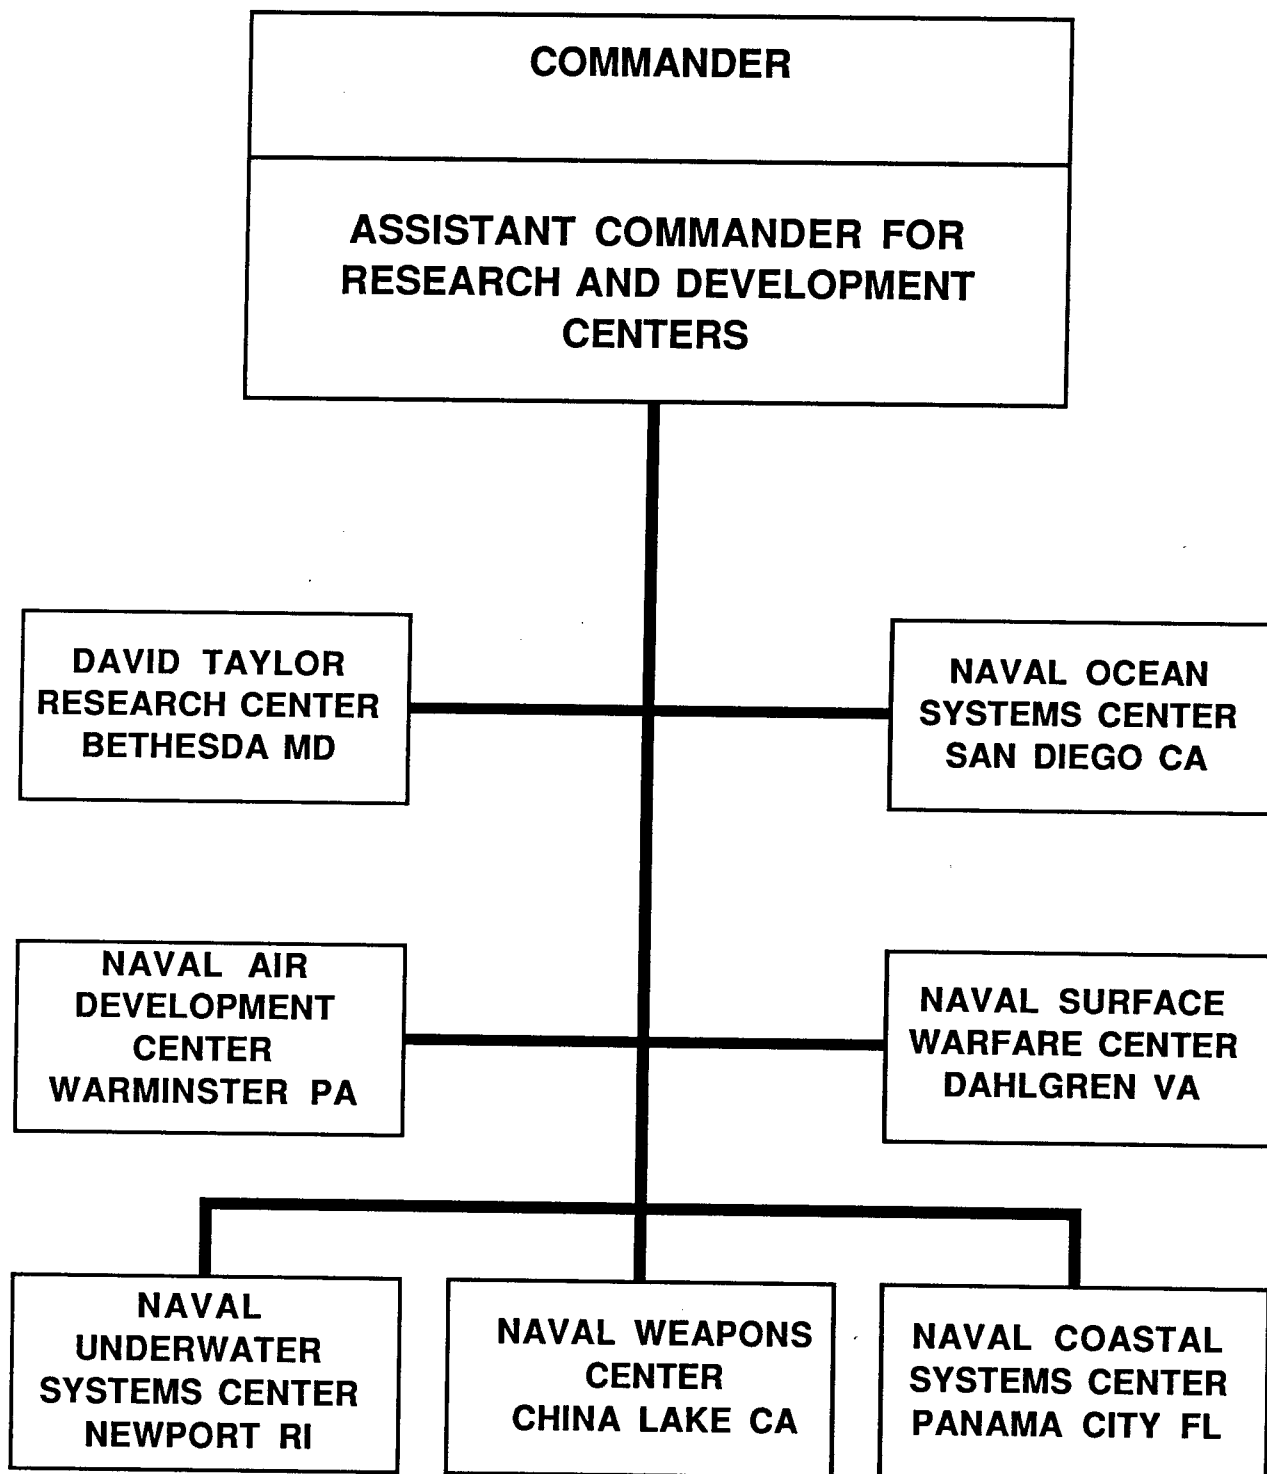 COMMANDER
ASSISTANT COMMANDER FOR
RESEARCH AND DEVELOPMENT
CENTERS
DAVID TAYLOR
RESEARCH CENTER
BETHESDA MD
NAVAL OCEAN
SYSTEMS CENTER
SAN DIEGO CA
NAVAL AIR
DEVELOPMENT
CENTER
WARMINSTER PA
NAVAL SURFACE
WARFARE CENTER
DAHLGREN VA
NAVAL
UNDERWATER
SYSTEMS CENTER
NEWPORT RI
NAVAL WEAPONS
CENTER
CHINA LAKE CA
NAVAL COASTAL
SYSTEMS CENTER
PANAMA CITY FL